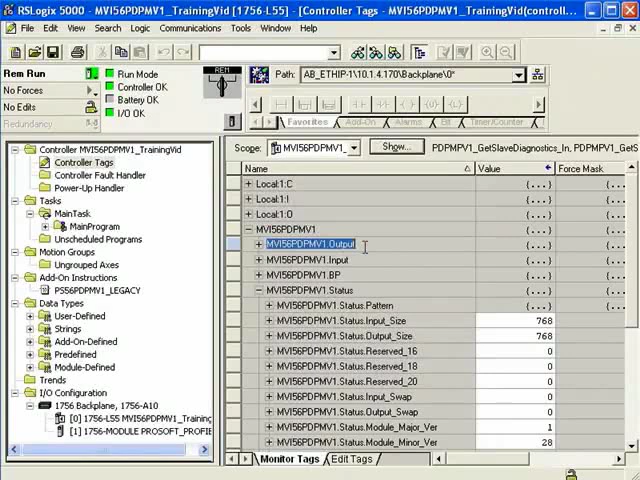 RSLogix 5000 - MVI56PDPMV1_TrainingVid [1756-L55] - [Controller Tags - MVI56PDPMV1_TrainingVid(control
File Edit View Search Logic Communications Tools Window Help
Rem Run
Run Mode
Path: AB_ETHIP-1\10.1.4.170\Backplane\0*
No Forces
Controller OK
No Edits
Battery OK
Redundancy
I/O OK
REM
Favorites Add-On Alarms Bit Timer/Counter
Controller MVI56PDPMV1_TrainingVid
Controller Tags
Controller Fault Handler
Power-Up Handler
Tasks
MainTask
MainProgram
Unscheduled Programs
Motion Groups
Ungrouped Axes
Add-On Instructions
PS56PDPMV1_LEGACY
Data Types
User-Defined
Strings
Add-On-Defined
Predefined
Module-Defined
Trends
I/O Configuration
1756 Backplane, 1756-A10
[0] 1756-L55 MVI56PDPMV1_Training
[1] 1756-MODULE PROSOFT_PROFIE
Scope: MVI56PDPMV1_ Show... PDPMPV1_GetSlaveDiagnostics_In, PDPMPV1_GetS
Name Value Force Mask
Local:1:C {...} {...}
Local:1:I {...} {...}
Local:1:O {...} {...}
MVI56PDPMV1 {...} {...}
MVI56PDPMV1.Output {...} {...}
MVI56PDPMV1.Input {...} {...}
MVI56PDPMV1.BP {...} {...}
MVI56PDPMV1.Status {...} {...}
MVI56PDPMV1.Status.Pattern {...} {...}
MVI56PDPMV1.Status.Input_Size 768
MVI56PDPMV1.Status.Output_Size 768
MVI56PDPMV1.Status.Reserved_16 0
MVI56PDPMV1.Status.Reserved_18 0
MVI56PDPMV1.Status.Reserved_20 0
MVI56PDPMV1.Status.Input_Swap 0
MVI56PDPMV1.Status.Output_Swap 0
MVI56PDPMV1.Status.Module_Major_Ver 1
MVI56PDPMV1.Status.Module_Minor_Ver 28
Monitor Tags Edit Tags